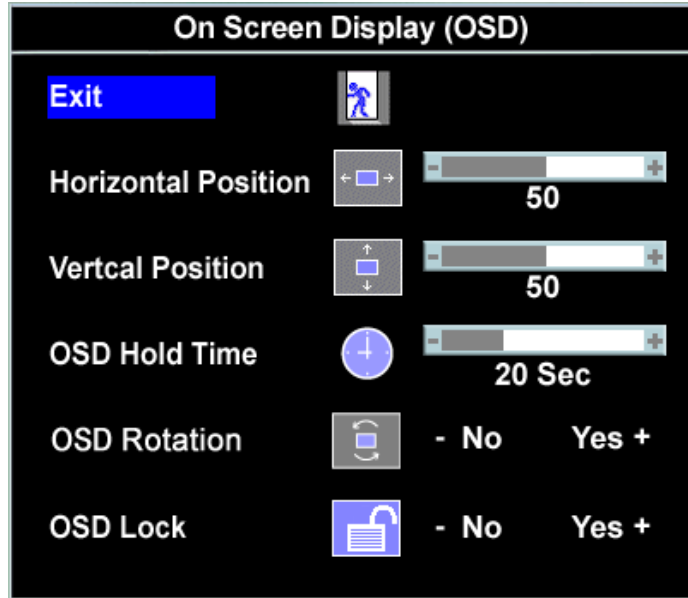 On Screen Display (OSD)
Exit
Horizontal Position - +
50
Vertcal Position - +
50
OSD Hold Time - +
20 Sec
OSD Rotation - No Yes +
OSD Lock - No Yes +